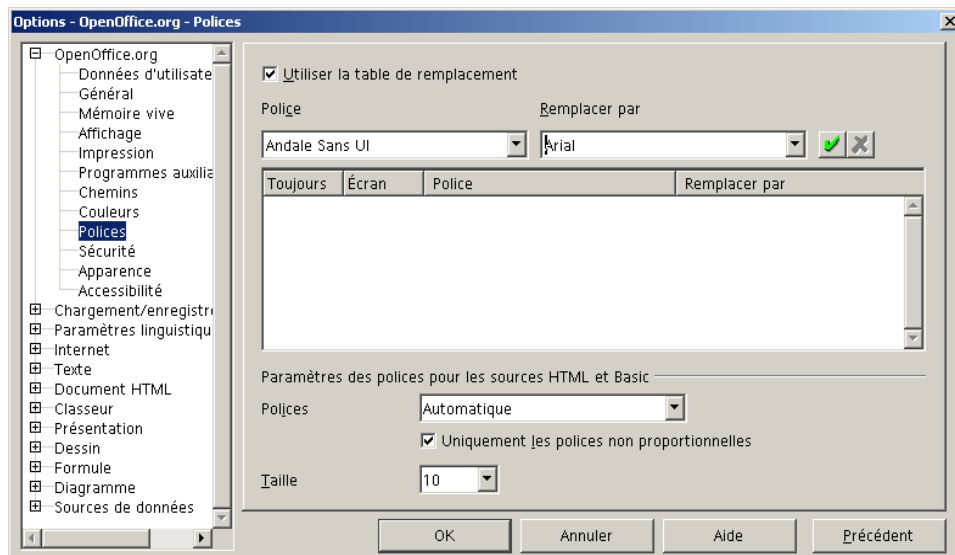 Options - OpenOffice.org - Polices
OpenOffice.org
Données d'utilisate
Général
Mémoire vive
Affichage
Impression
Programmes auxilia
Chemins
Couleurs
Polices
Sécurité
Apparence
Accessibilité
Chargement/enregistr
Paramètres linguistiqu
Internet
Texte
Document HTML
Classeur
Présentation
Dessin
Formule
Diagramme
Sources de données
Utiliser la table de remplacement
Police Remplacer par
Andale Sans UI Arial
Toujours Écran Police Remplacer par
Paramètres des polices pour les sources HTML et Basic
Polices Automatique
Uniquement les polices non proportionnelles
Taille 10
OK Annuler Aide Précédent